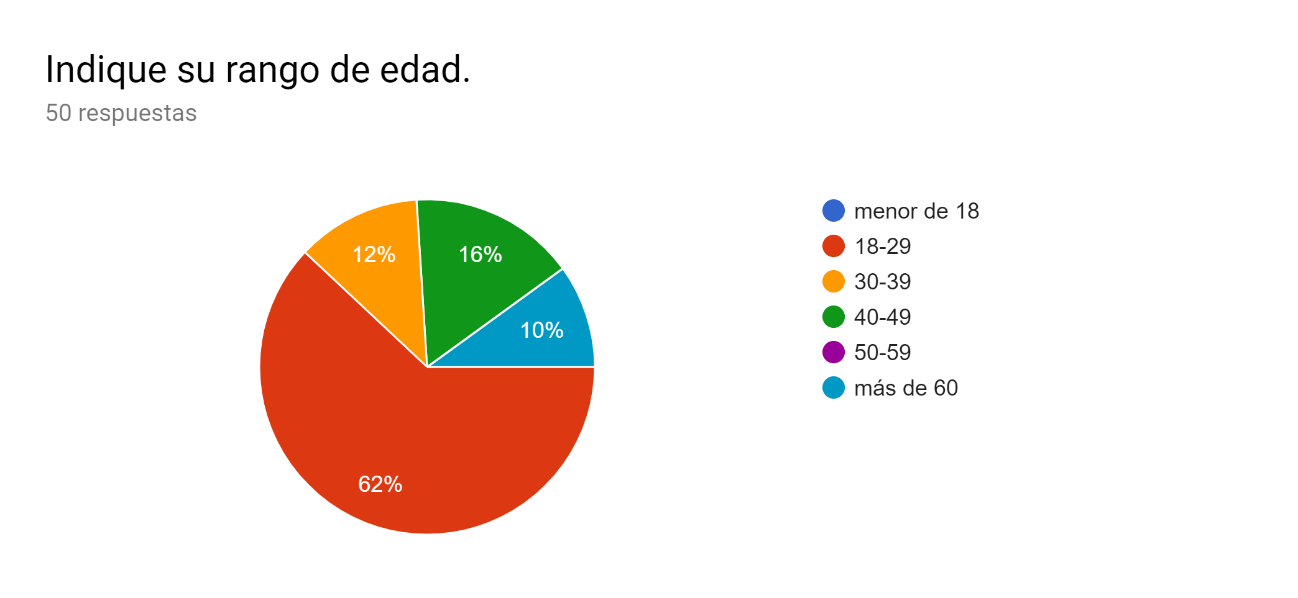 Indique su rango de edad.
50 respuestas
12%
16%
10%
62%
menor de 18
18-29
30-39
40-49
50-59
más de 60